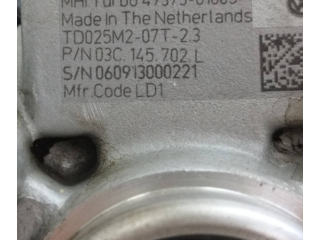 Made in The Netherlands
TD025M2-07T-2.3
P/N 03C. 145. 702. L
S/N 060913000221
Mfr. Code LD1